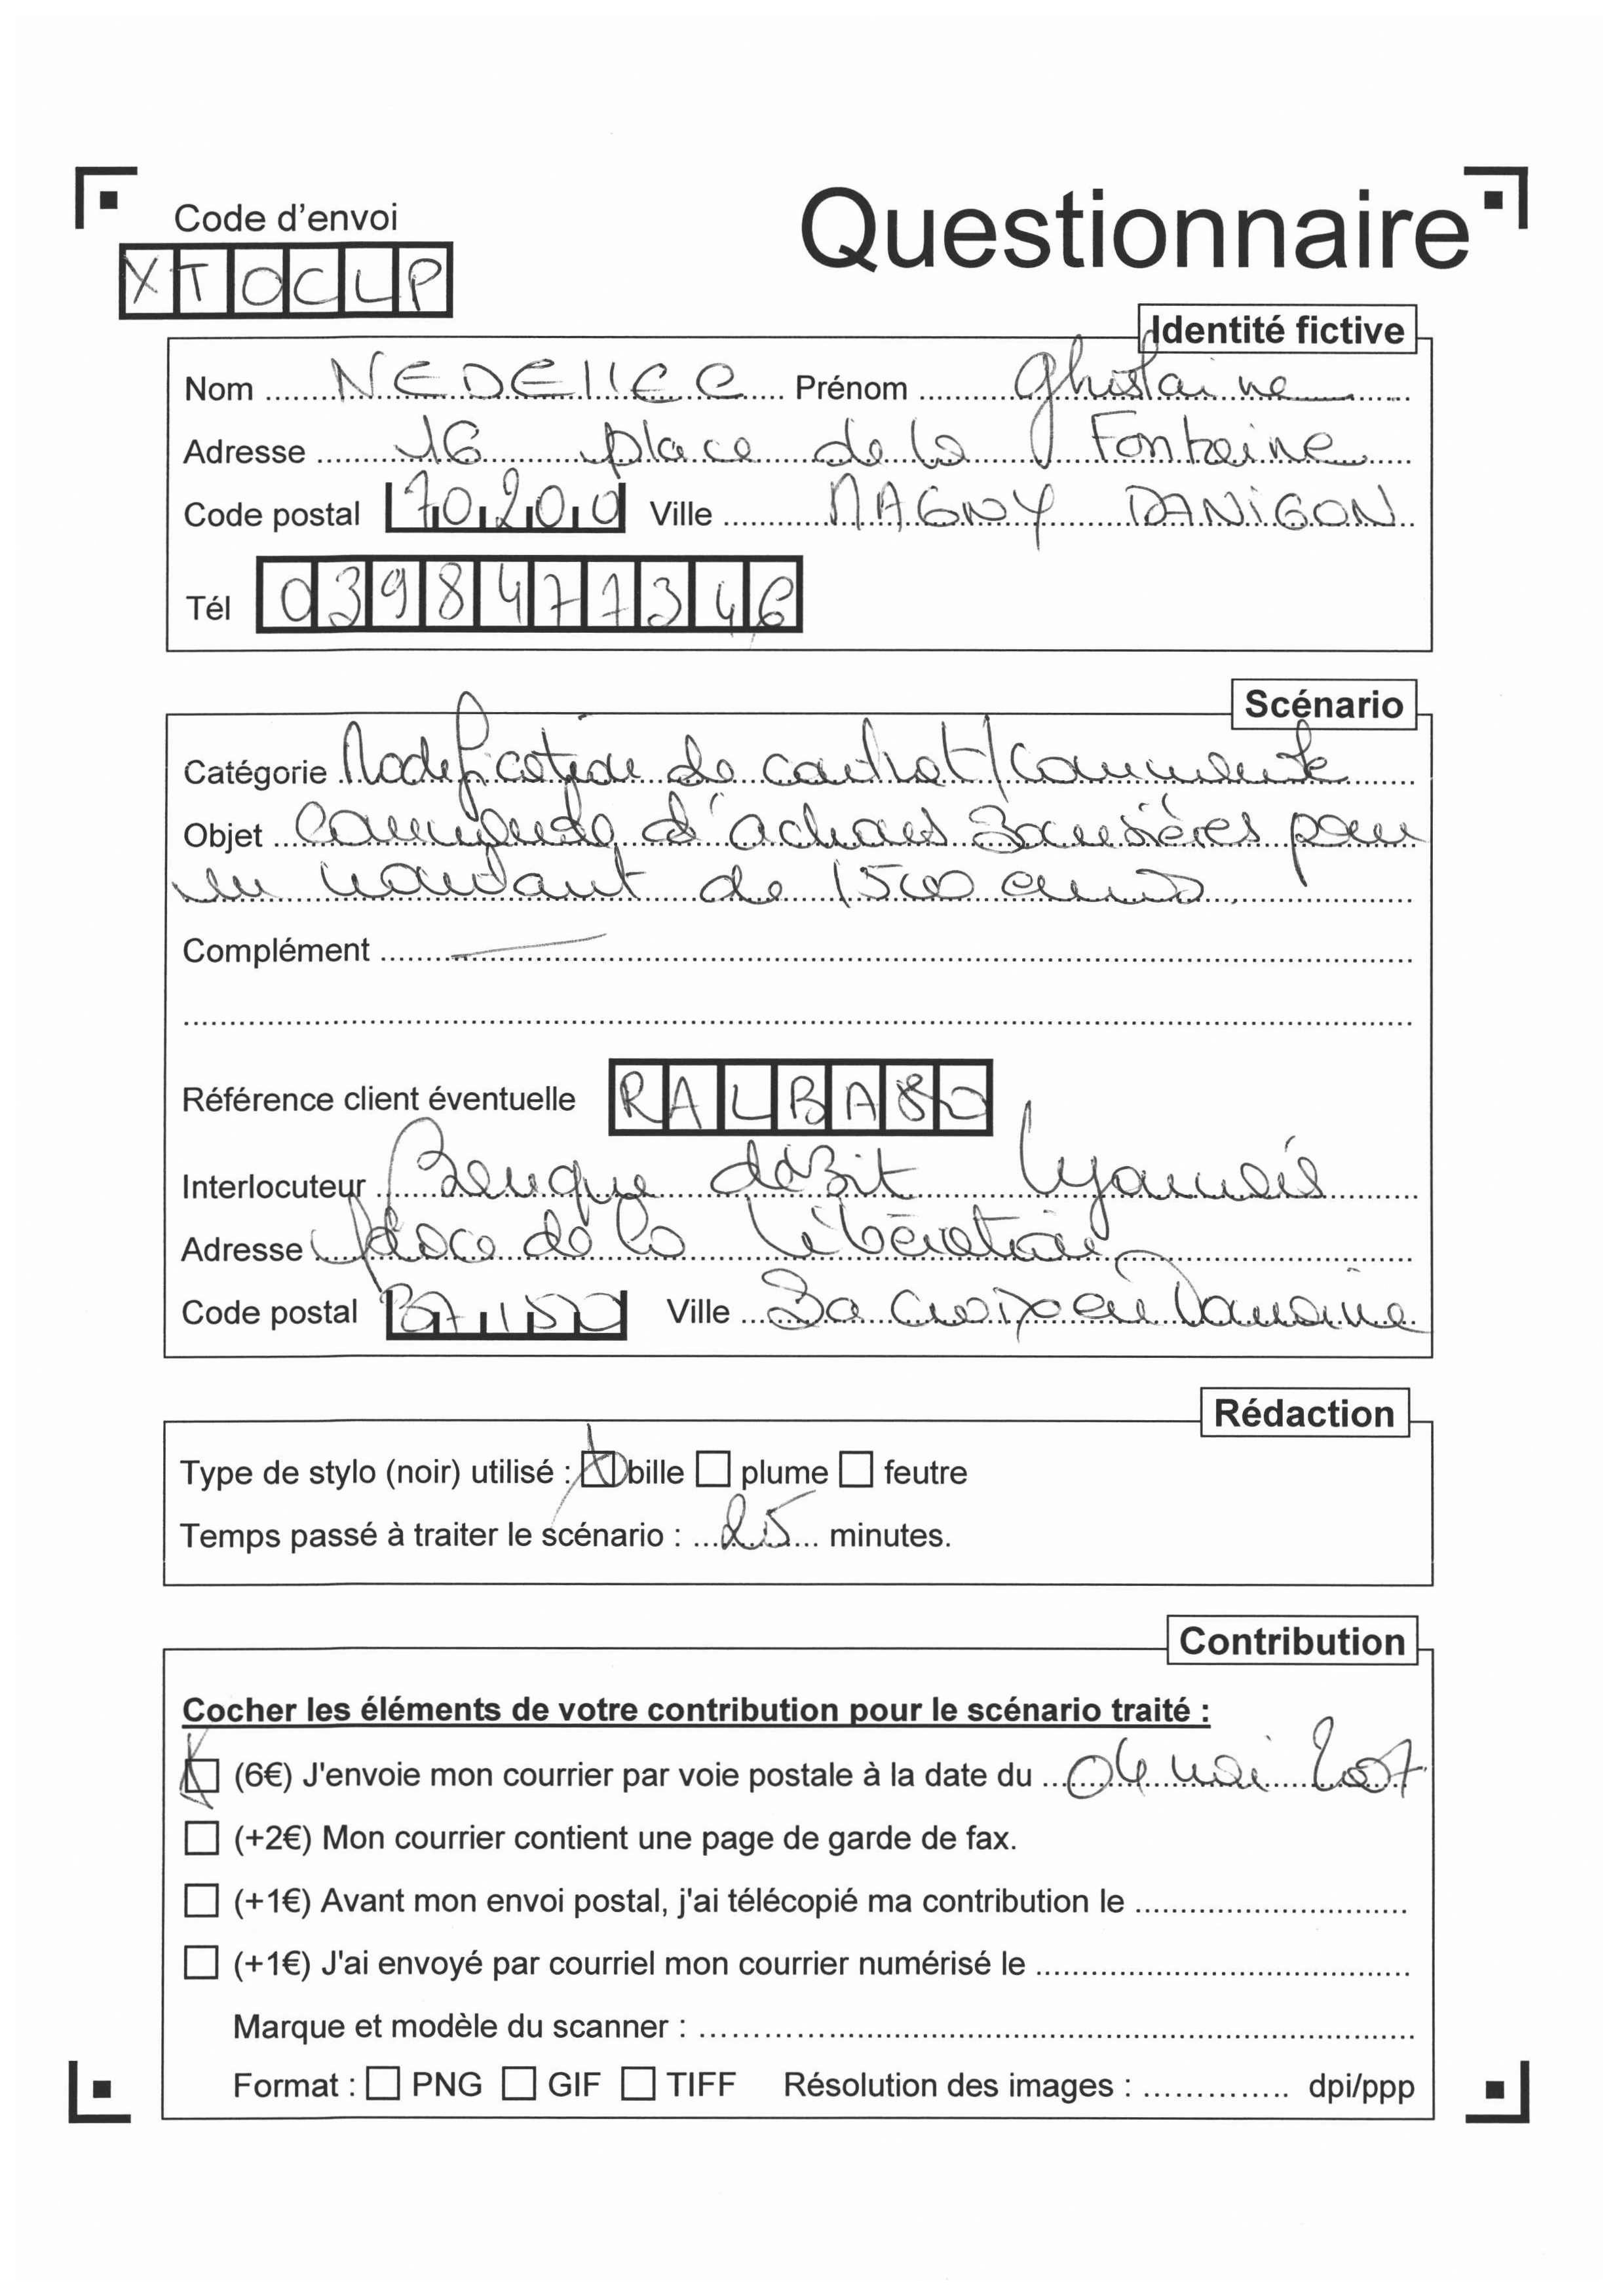 Questionnaire
Code d'envoi
XTOCLP
Identité fictive
Nom NEDELLEC Prénom Ghislaine
Adresse 16 place de la Fontaine
Code postal 70200 Ville MAGNY DANIGON
Tél 0398471346
Scénario
Catégorie Modification de contrat/Commande
Objet Commande d'achats bancaires pour
un montant de 1500 euros.
Complément
Référence client éventuelle RALBA80
Interlocuteur Banque Lyonnais
Adresse place de la Libération
Code postal 37150 Ville La Croix en Touraine
Rédaction
Type de stylo (noir) utilisé : bille plume feutre
Temps passé à traiter le scénario : 25 minutes.
Contribution
Cocher les éléments de votre contribution pour le scénario traité :
(6€) J'envoie mon courrier par voie postale à la date du 04 mai 2007
(+2€) Mon courrier contient une page de garde de fax.
(+1€) Avant mon envoi postal, j'ai télécopié ma contribution le
(+1€) J'ai envoyé par courriel mon courrier numérisé le
Marque et modèle du scanner :
Format : PNG GIF TIFF Résolution des images : dpi/ppp